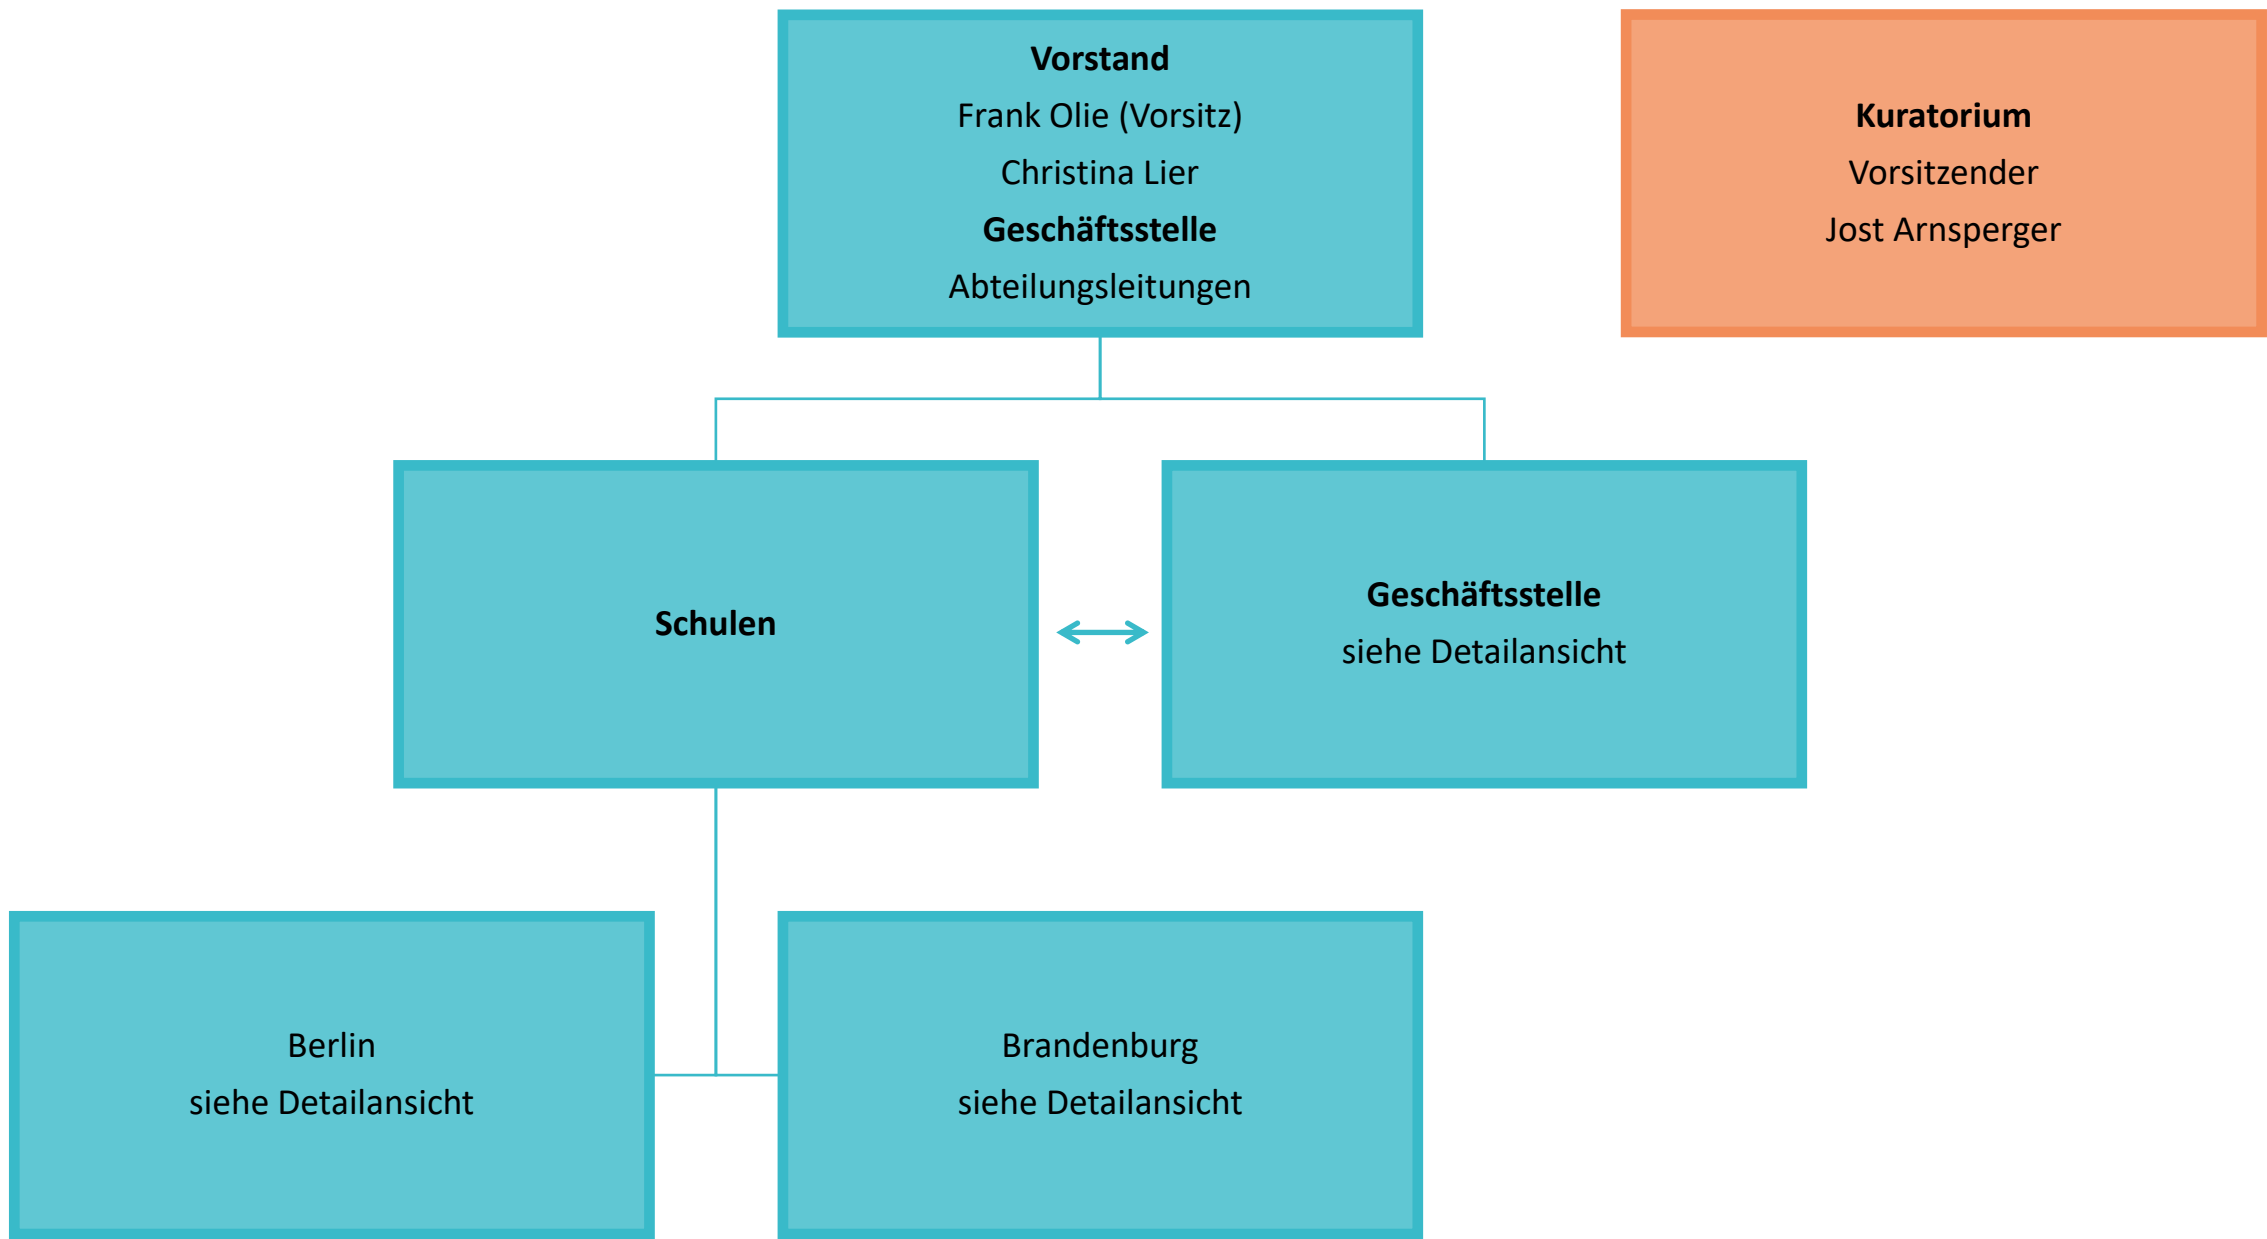 Vorstand
Frank Olie (Vorsitz)
Christina Lier
Geschäftsstelle
Abteilungsleitungen
Kuratorium
Vorsitzender
Jost Arnsperger
Schulen
Geschäftsstelle
siehe Detailansicht
Berlin
siehe Detailansicht
Brandenburg
siehe Detailansicht